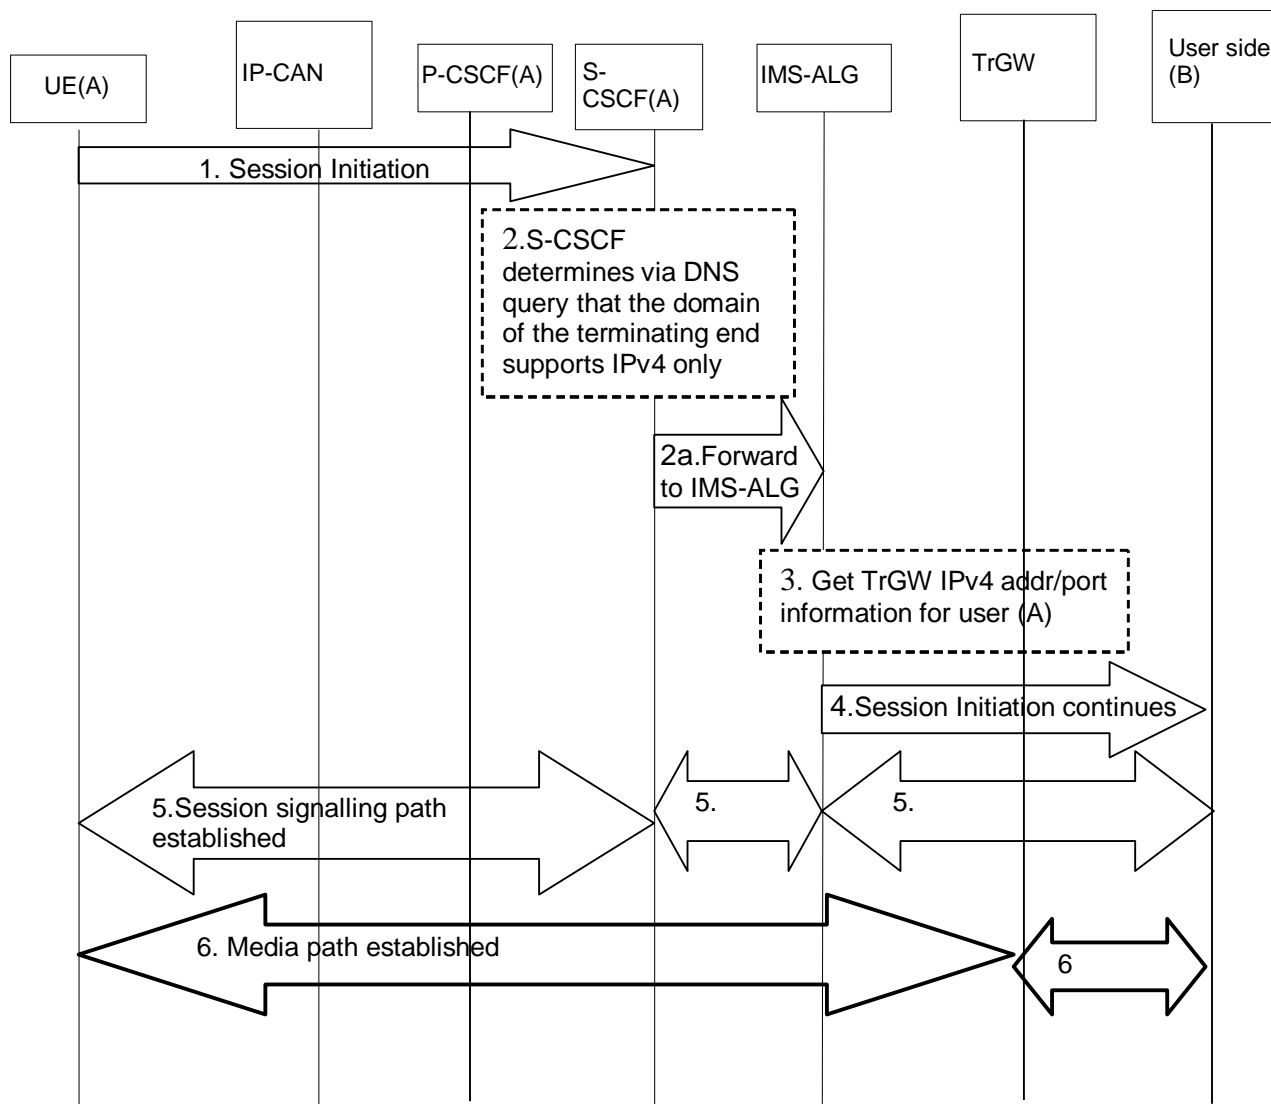 UE(A)
IP-CAN
P-CSCF(A)
S-
CSCF(A)
IMS-ALG
TrGW
User side
(B)
1. Session Initiation
2.S-CSCF
determines via DNS
query that the domain
of the terminating end
supports IPv4 only
2a.Forward
to IMS-ALG
3. Get TrGW IPv4 addr/port
information for user (A)
4.Session Initiation continues
5.Session signalling path
established
5.
5.
6. Media path established
6